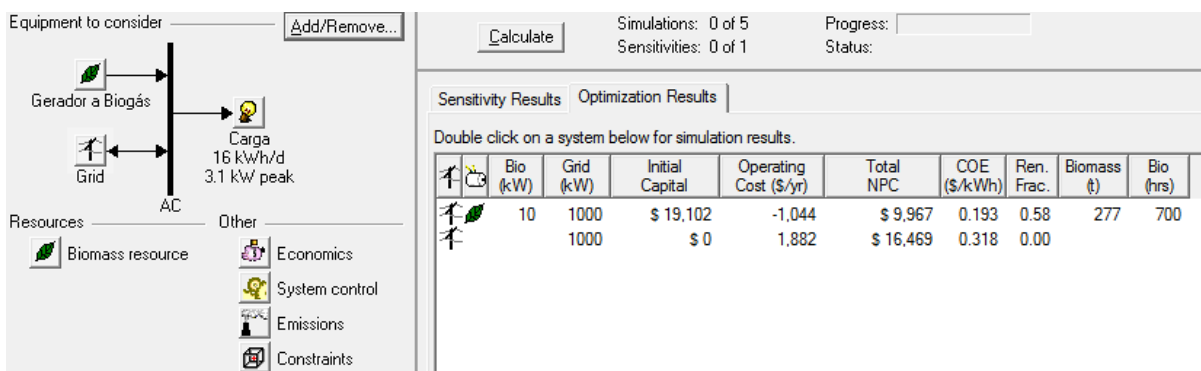 Equipment to consider
Add/Remove...
Gerador a Biogás
Grid
Carga
16 kWh/d
3.1 kW peak
AC
Resources
Other
Biomass resource
Economics
System control
Emissions
Constraints
Calculate
Simulations: 0 of 5
Progress:
Sensitivities: 0 of 1
Status:
Sensitivity Results
Optimization Results
Double click on a system below for simulation results.
Bio (kW) Grid (kW) Initial Capital Operating Cost ($/yr) Total NPC COE ($/kWh) Ren. Frac. Biomass (t) Bio (hrs)
10 1000 $ 19,102 -1,044 $ 9,967 0.193 0.58 277 700
1000 $ 0 1,882 $ 16,469 0.318 0.00